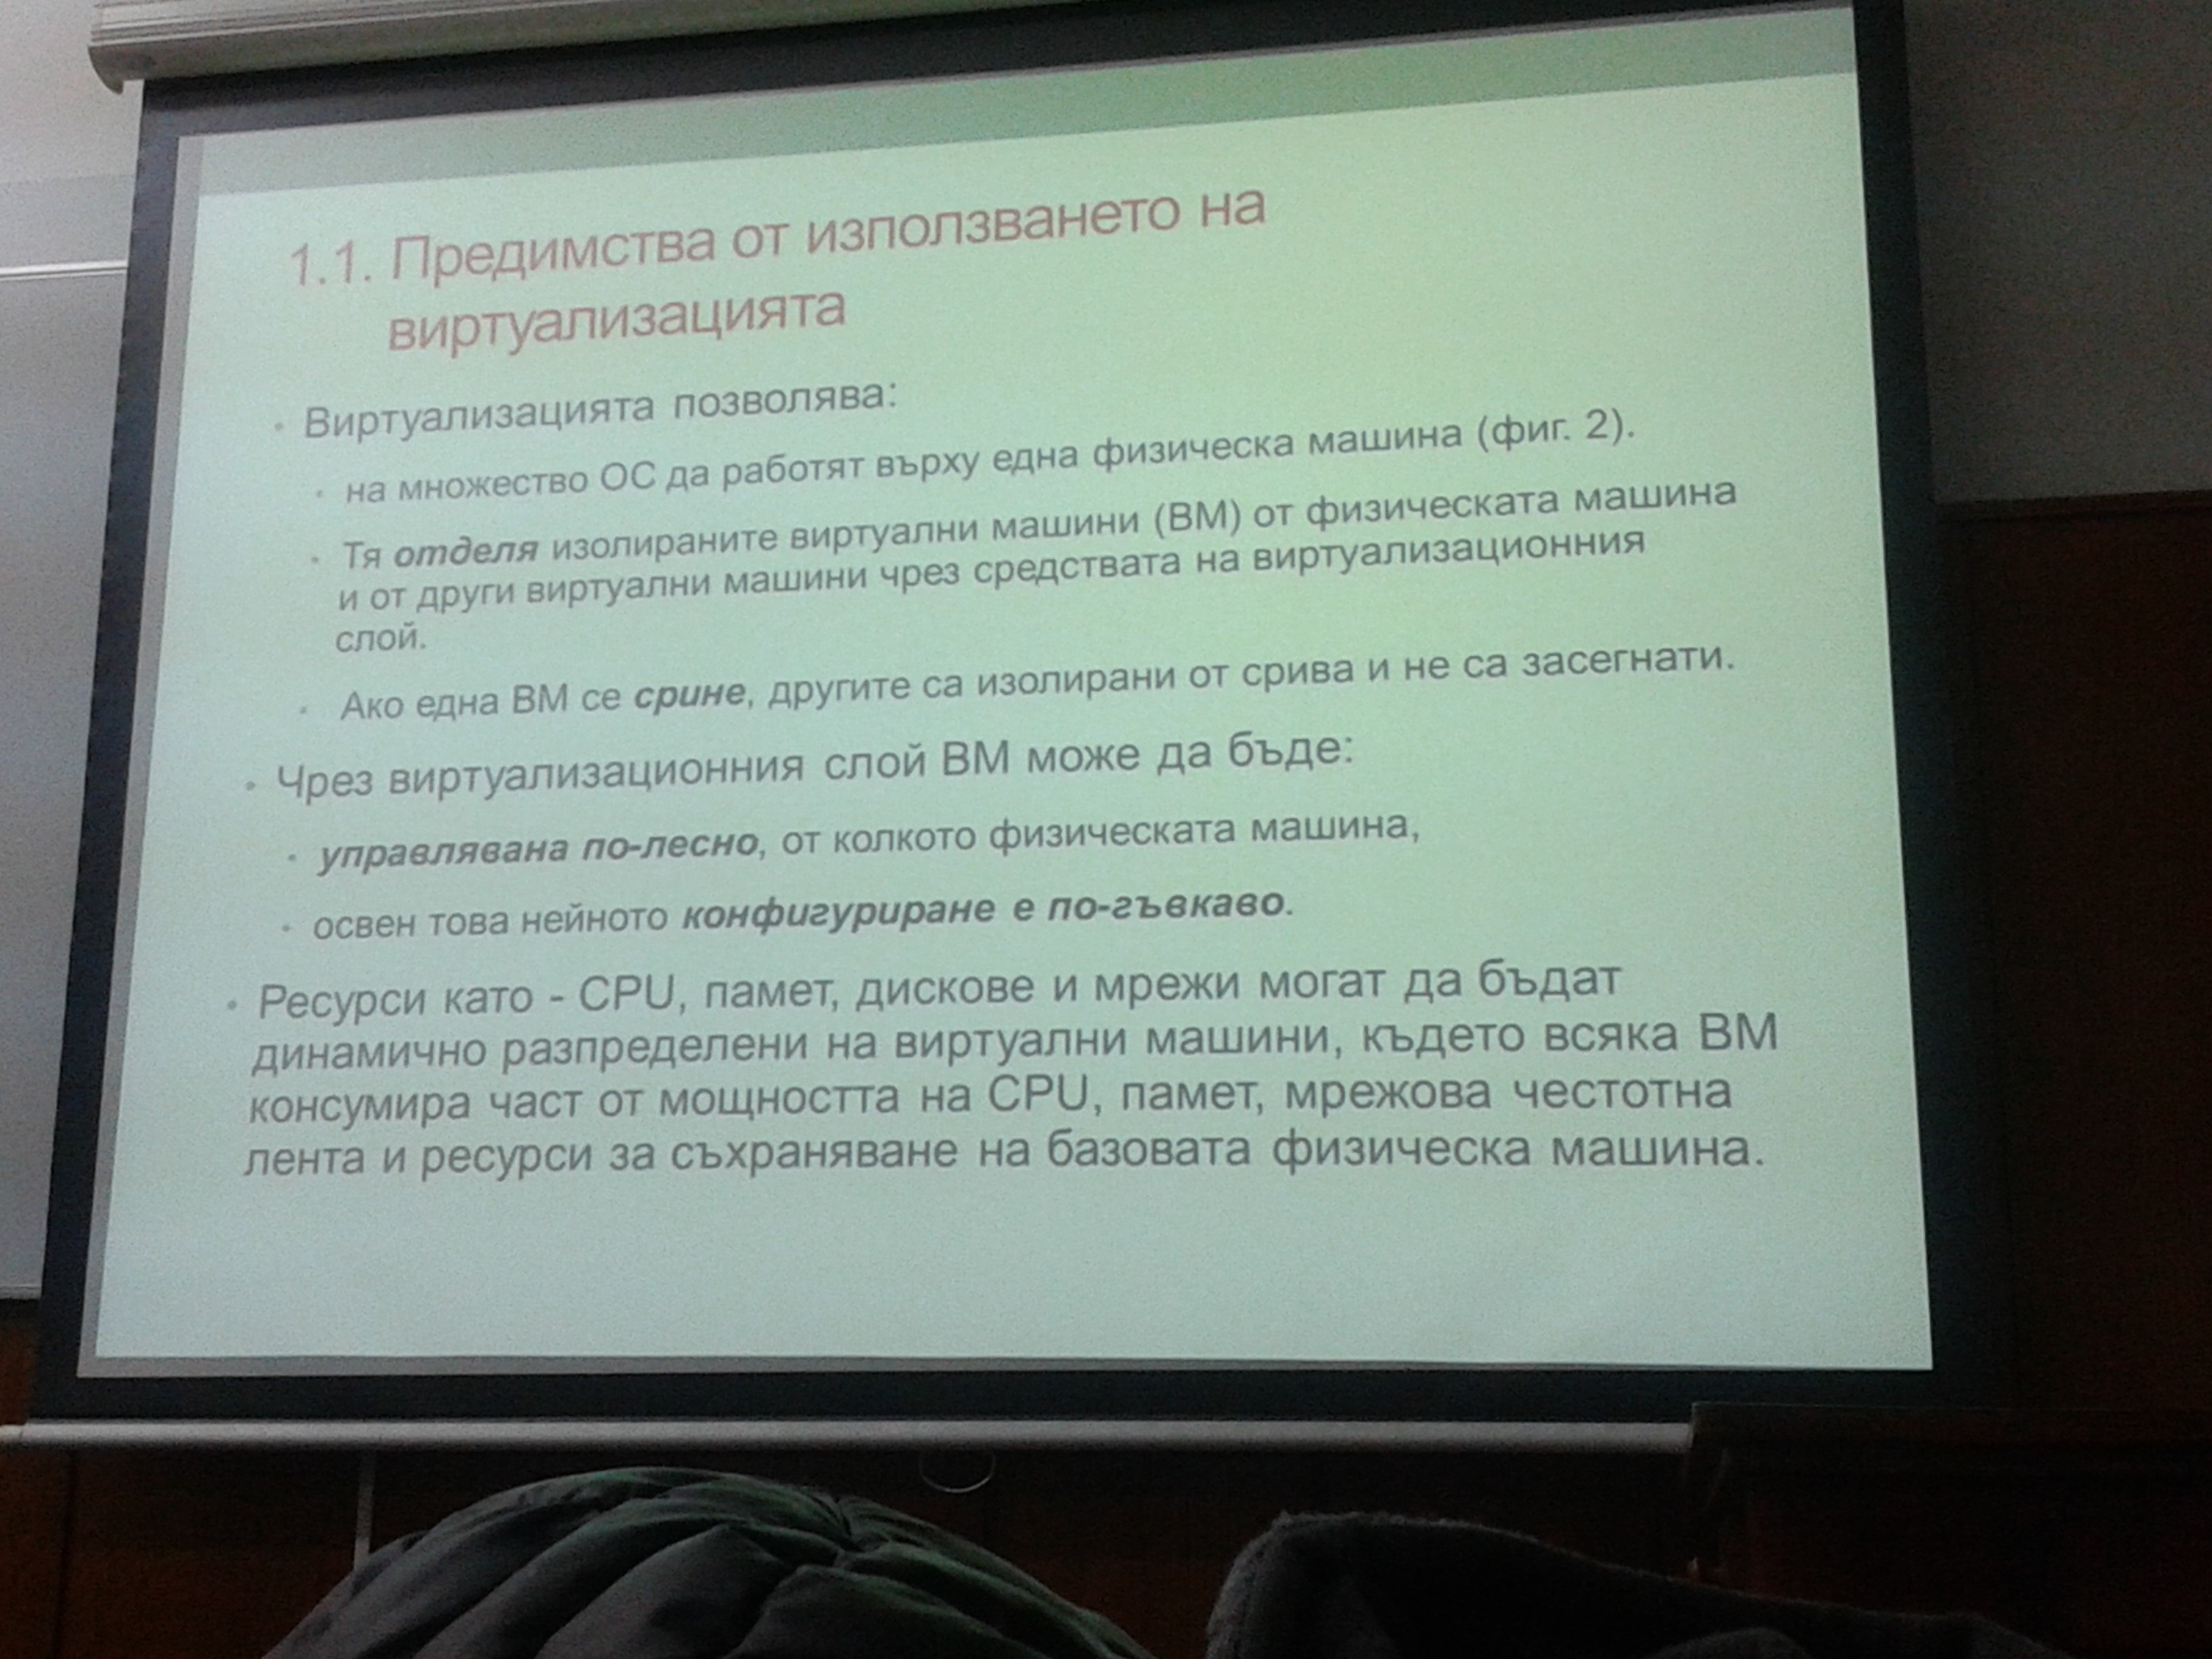 1.1. Предимства от използването на
виртуализацията
• Виртуализацията позволява:
• на множество ОС да работят върху една физическа машина (фиг. 2).
• Тя отделя изолираните виртуални машини (ВМ) от физическата машина
и от други виртуални машини чрез средствата на виртуализационния
слой.
• Ако една ВМ се срине, другите са изолирани от срива и не са засегнати.
• Чрез виртуализационния слой ВМ може да бъде:
• управлявана по-лесно, от колкото физическата машина,
• освен това нейното конфигуриране е по-гъвкаво.
• Ресурси като - CPU, памет, дискове и мрежи могат да бъдат
динамично разпределени на виртуални машини, където всяка ВМ
консумира част от мощността на CPU, памет, мрежова честотна
лента и ресурси за съхраняване на базовата физическа машина.